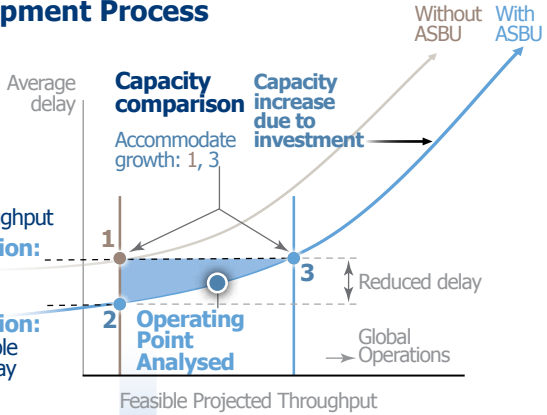 pment Process
Without With
ASBU ASBU
Average
delay
Capacity
comparison
Capacity
increase
due to
investment
Accommodate
growth: 1, 3
ghput
ion:
1
3
Reduced delay
2
ion:
ple
ay
Operating
Point
Analysed
Global
Operations
Feasible Projected Throughput